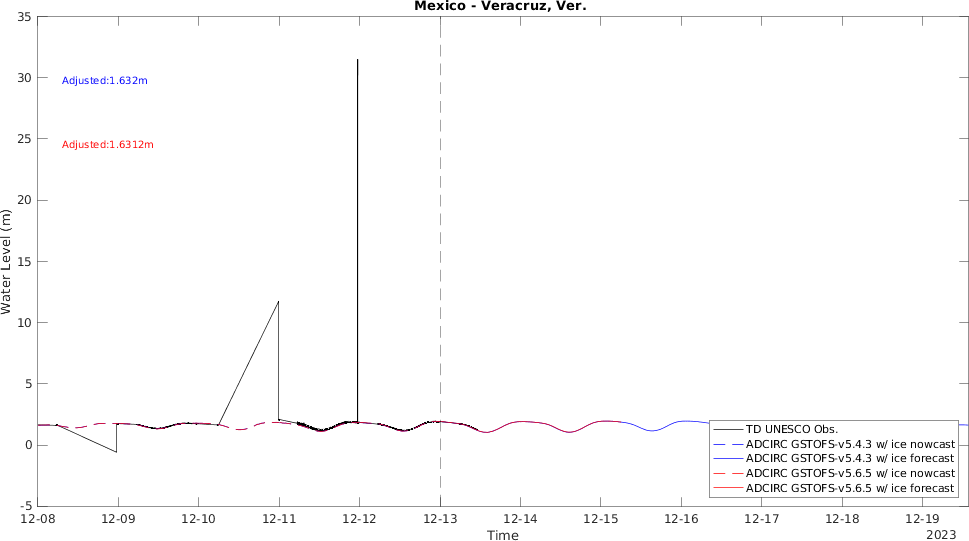 Mexico - Veracruz, Ver.
35
30
25
20
15
10
5
0
-5
Water Level (m)
Adjusted:1.632m
Adjusted:1.6312m
TD UNESCO Obs.
ADCIRC GSTOFS-v5.4.3 w/ ice nowcast
ADCIRC GSTOFS-v5.4.3 w/ ice forecast
ADCIRC GSTOFS-v5.6.5 w/ ice nowcast
ADCIRC GSTOFS-v5.6.5 w/ ice forecast
12-08 12-09 12-10 12-11 12-12 12-13 12-14 12-15 12-16 12-17 12-18 12-19
Time
2023